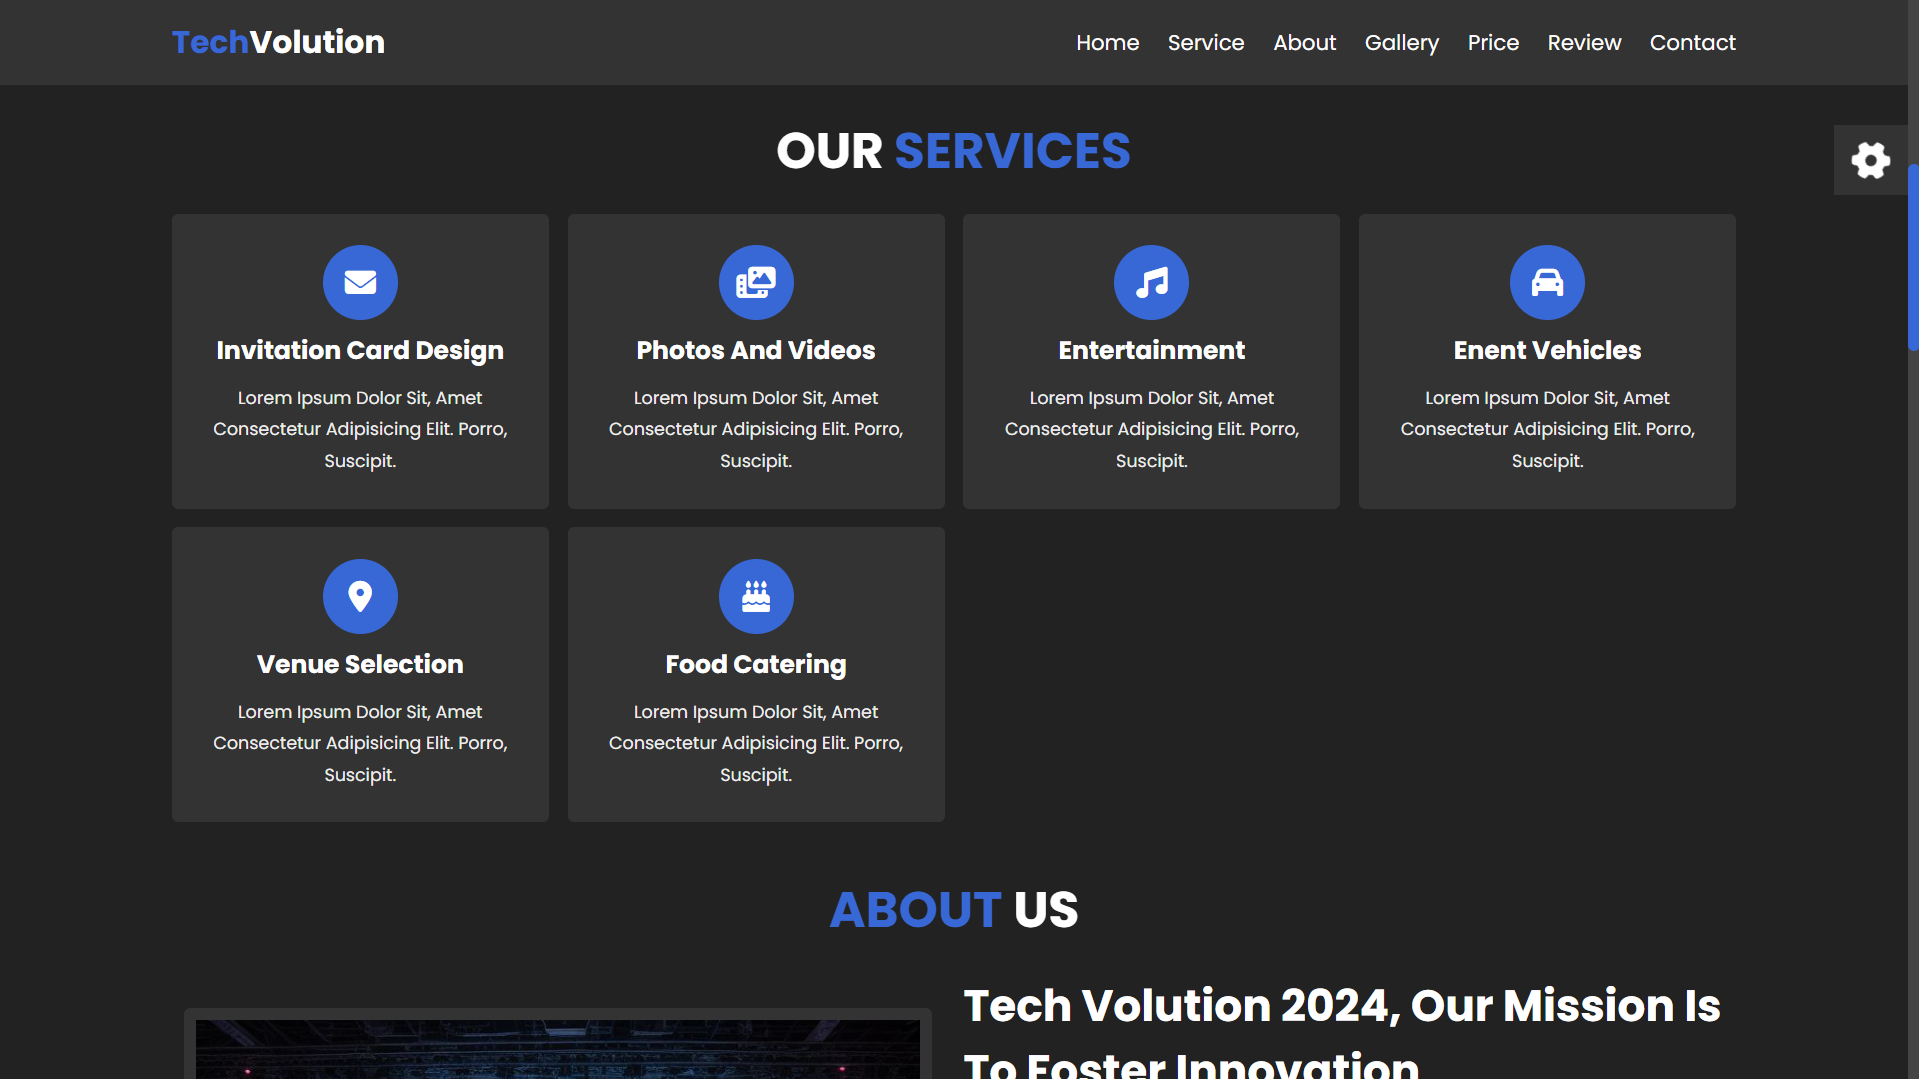 TechVolution
Home Service About Gallery Price Review Contact
OUR SERVICES
Invitation Card Design
Lorem Ipsum Dolor Sit, Amet
Consectetur Adipisicing Elit. Porro,
Suscipit.
Photos And Videos
Lorem Ipsum Dolor Sit, Amet
Consectetur Adipisicing Elit. Porro,
Suscipit.
Entertainment
Lorem Ipsum Dolor Sit, Amet
Consectetur Adipisicing Elit. Porro,
Suscipit.
Enent Vehicles
Lorem Ipsum Dolor Sit, Amet
Consectetur Adipisicing Elit. Porro,
Suscipit.
Venue Selection
Lorem Ipsum Dolor Sit, Amet
Consectetur Adipisicing Elit. Porro,
Suscipit.
Food Catering
Lorem Ipsum Dolor Sit, Amet
Consectetur Adipisicing Elit. Porro,
Suscipit.
ABOUT US
Tech Volution 2024, Our Mission Is
To Foster Innovation